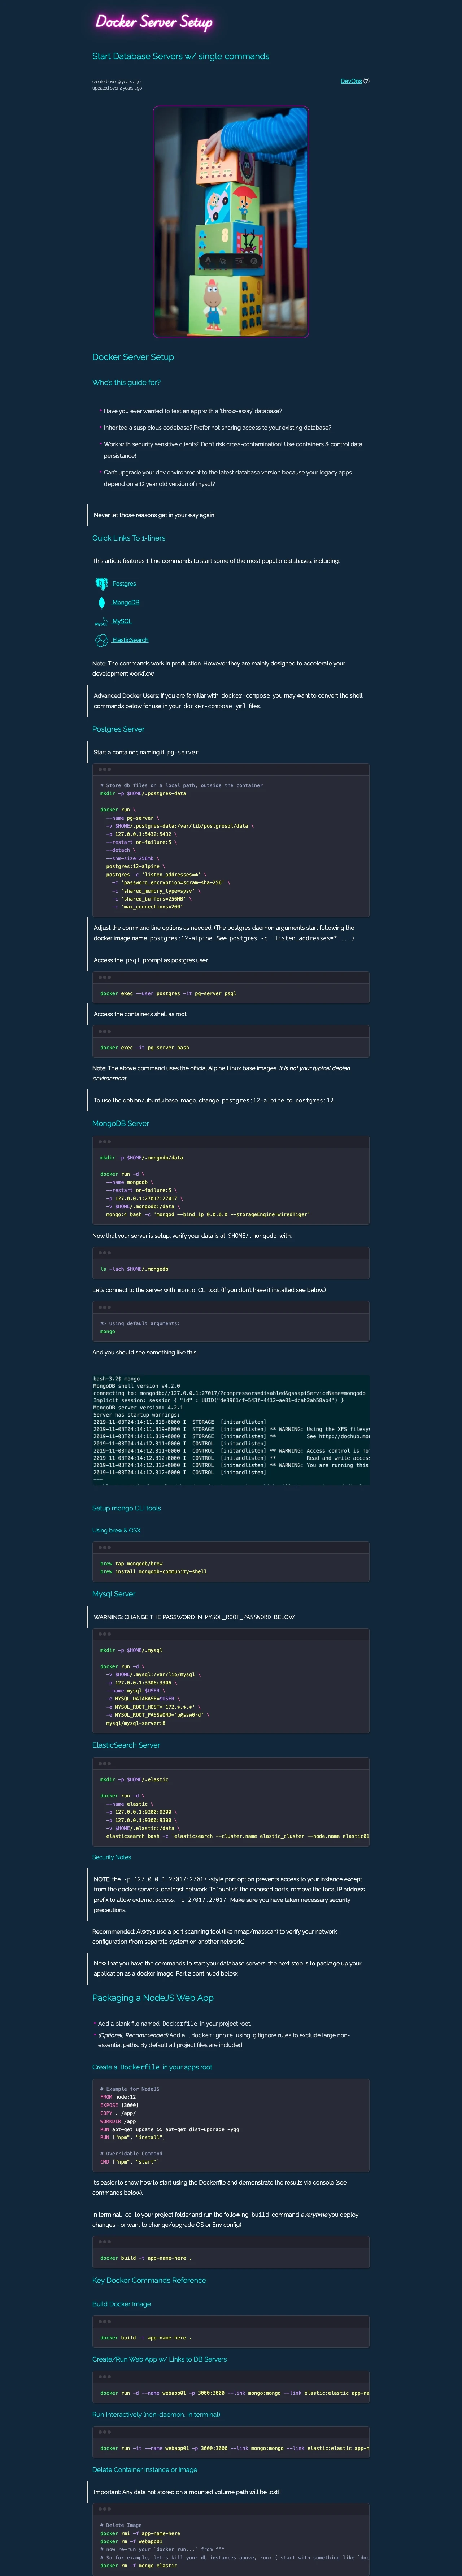 Docker Server Setup
Start Database Servers w/ single commands
created over 9 years ago
updated over 2 years ago
DevOps (7)
8
Docker Server Setup
Who's this guide for?
Have you ever wanted to test an app with a 'throw-away' database?
Inherited a suspicious codebase? Prefer not sharing access to your existing database?
Work with security sensitive clients? Don't risk cross-contamination! Use containers & control data
persistance!
Can't upgrade your dev environment to the latest database version because your legacy apps
depend on a 12 year old version of mysql?
Never let those reasons get in your way again!
Quick Links To 1-liners
This article features 1-line commands to start some of the most popular databases, including:
Postgres
MongoDB
MySQL
ElasticSearch
Note: The commands work in production. However they are mainly designed to accelerate your
development workflow.
Advanced Docker Users: If you are familiar with docker-compose you may want to convert the shell
commands below for use in your docker-compose.yml files.
Postgres Server
Start a container, naming it pg-server
# Store db files on a local path, outside the container
mkdir -p $HOME/.postgres-data
docker run \
--name pg-server \
-v $HOME/.postgres-data:/var/lib/postgresql/data \
-p 127.0.0.1:5432:5432 \
--restart on-failure:5 \
--detach \
--shm-size=256mb \
postgres:12-alpine \
postgres -c 'listen_addresses=*' \
-c 'password_encryption=scram-sha-256' \
-c 'shared_memory_type=sysv' \
-c 'shared_buffers=256MB' \
-c 'max_connections=200'
Adjust the command line options as needed. (The postgres daemon arguments start following the
docker image name postgres:12-alpine. See postgres -c 'listen_addresses=*'...)
Access the psql prompt as postgres user
docker exec --user postgres -it pg-server psql
Access the container's shell as root
docker exec -it pg-server bash
Note: The above command uses the official Alpine Linux base images. It is not your typical debian
environment.
To use the debian/ubuntu base image, change postgres:12-alpine to postgres:12.
MongoDB Server
mkdir -p $HOME/.mongodb/data
docker run -d \
--name mongodb \
--restart on-failure:5 \
-p 127.0.0.1:27017:27017 \
-v $HOME/.mongodb:/data \
mongo:4 bash -c 'mongod --bind_ip 0.0.0.0 --storageEngine=wiredTiger'
Now that your server is setup, verify your data is at $HOME/.mongodb with:
ls -lach $HOME/.mongodb
Let's connect to the server with mongo CLI tool. (If you don't have it installed see below.)
#> Using default arguments:
mongo
And you should see something like this:
bash-3.2$ mongo
MongoDB shell version v4.2.0
connecting to: mongodb://127.0.0.1:27017/?compressors=disabled&gssapiServiceName=mongodb
Implicit session: session { "id" : UUID("de3961cf-543f-4412-ae81-dcab2ab58ab4") }
MongoDB server version: 4.2.1
Server has startup warnings:
2019-11-03T04:14:11.818+0000 I  STORAGE  [initandlisten]
2019-11-03T04:14:11.818+0000 I  STORAGE  [initandlisten] ** WARNING: Using the XFS filesy
2019-11-03T04:14:11.818+0000 I  STORAGE  [initandlisten] **          See http://dochub.mo
2019-11-03T04:14:12.311+0000 I  CONTROL  [initandlisten]
2019-11-03T04:14:12.311+0000 I  CONTROL  [initandlisten] ** WARNING: Access control is no
2019-11-03T04:14:12.311+0000 I  CONTROL  [initandlisten] **          Read and write acces
2019-11-03T04:14:12.312+0000 I  CONTROL  [initandlisten] ** WARNING: You are running this
2019-11-03T04:14:12.312+0000 I  CONTROL  [initandlisten]
---
Setup mongo CLI tools
Using brew & OSX
brew tap mongodb/brew
brew install mongodb-community-shell
Mysql Server
WARNING: CHANGE THE PASSWORD IN MYSQL_ROOT_PASSWORD BELOW.
mkdir -p $HOME/.mysql
docker run -d \
-v $HOME/.mysql:/var/lib/mysql \
-p 127.0.0.1:3306:3306 \
--name mysql-$USER \
-e MYSQL_DATABASE=$USER \
-e MYSQL_ROOT_HOST='172.*.*.*' \
-e MYSQL_ROOT_PASSWORD='p@ssw0rd' \
mysql/mysql-server:8
ElasticSearch Server
mkdir -p $HOME/.elastic
docker run -d \
--name elastic \
-p 127.0.0.1:9200:9200 \
-p 127.0.0.1:9300:9300 \
-v $HOME/.elastic:/data \
elasticsearch bash -c 'elasticsearch --cluster.name elastic_cluster --node.name elastic01
Security Notes
NOTE: the -p 127.0.0.1:27017:27017 -style port option prevents access to your instance except
from the docker server's localhost network. To 'publish' the exposed ports, remove the local IP address
prefix to allow external access: -p 27017:27017. Make sure you have taken necessary security
precautions.
Recommended: Always use a port scanning tool (like nmap/masscan) to verify your network
configuration (from separate system on another network.)
Now that you have the commands to start your database servers, the next step is to package up your
application as a docker image. Part 2 continued below:
Packaging a NodeJS Web App
Add a blank file named Dockerfile in your project root.
(Optional, Recommended) Add a .dockerignore using .gitignore rules to exclude large non-
essential paths. By default all project files are included.
Create a Dockerfile in your apps root
# Example for NodeJS
FROM node:12
EXPOSE [3000]
COPY . /app/
WORKDIR /app
RUN apt-get update && apt-get dist-upgrade -yqq
RUN ["npm", "install"]
# Overridable Command
CMD ["npm", "start"]
It's easier to show how to start using the Dockerfile and demonstrate the results via console (see
commands below).
In terminal, cd to your project folder and run the following build command everytime you deploy
changes - or want to change/upgrade OS or Env config)
docker build -t app-name-here .
Key Docker Commands Reference
Build Docker Image
docker build -t app-name-here .
Create/Run Web App w/ Links to DB Servers
docker run -d --name webapp01 -p 3000:3000 --link mongo:mongo --link elastic:elastic app-na
Run Interactively (non-daemon, in terminal)
docker run -it --name webapp01 -p 3000:3000 --link mongo:mongo --link elastic:elastic app-n
Delete Container Instance or Image
Important: Any data not stored on a mounted volume path will be lost!!
# Delete Image
docker rmi -f app-name-here
docker rm -f webapp01
# now re-run your `docker run...` from ^^^
# So for example, let's kill your db instances above, run: ( start with something like `doc
docker rm -f mongo elastic